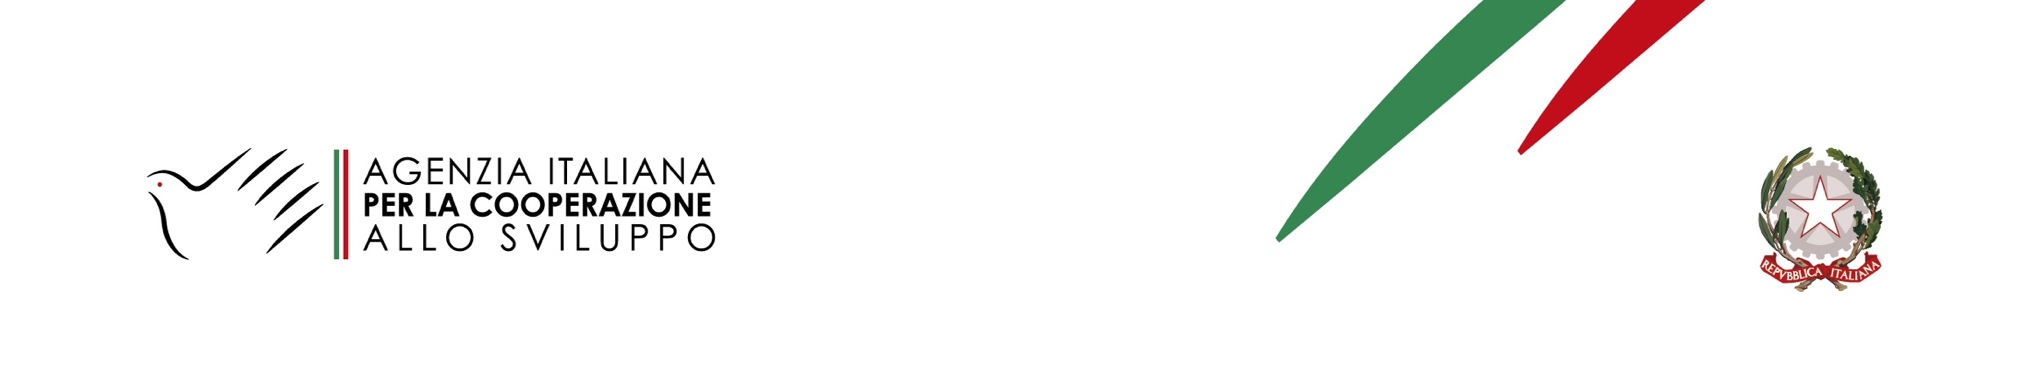 AGENZIA ITALIANA
PER LA COOPERAZIONE
ALLO SVILUPPO
REPVBBLICA ITALIANA